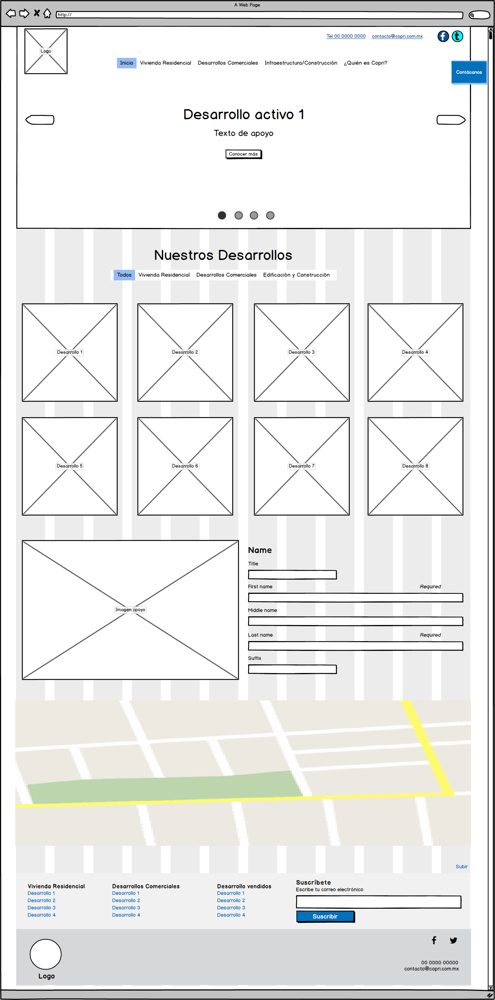 A Web Page
http://
Logo
Tel 00 0000 0000 contacto@copri.com.mx
Inicio Vivienda Residencial Desarrollos Comerciales Infraestructura/Construcción ¿Quién es Copri?
Contácanos
Desarrollo activo 1
Texto de apoyo
Conocer más
Nuestros Desarrollos
Todos Vivienda Residencial Desarrollos Comerciales Edificación y Construcción
Desarrollo 1 Desarrollo 2 Desarrollo 3 Desarrollo 4
Desarrollo 5 Desarrollo 6 Desarrollo 7 Desarrollo 8
Imagen apoyo
Name
Title
First name Required
Middle name
Last name Required
Suffix
Subir
Vivienda Residencial
Desarrollo 1
Desarrollo 2
Desarrollo 3
Desarrollo 4
Desarrollos Comerciales
Desarrollo 1
Desarrollo 2
Desarrollo 3
Desarrollo 4
Desarrollo vendidos
Desarrollo 1
Desarrollo 2
Desarrollo 3
Desarrollo 4
Suscríbete
Escribe tu correo electrónico
Suscribir
Logo
00 0000 00000
contacto@copri.com.mx